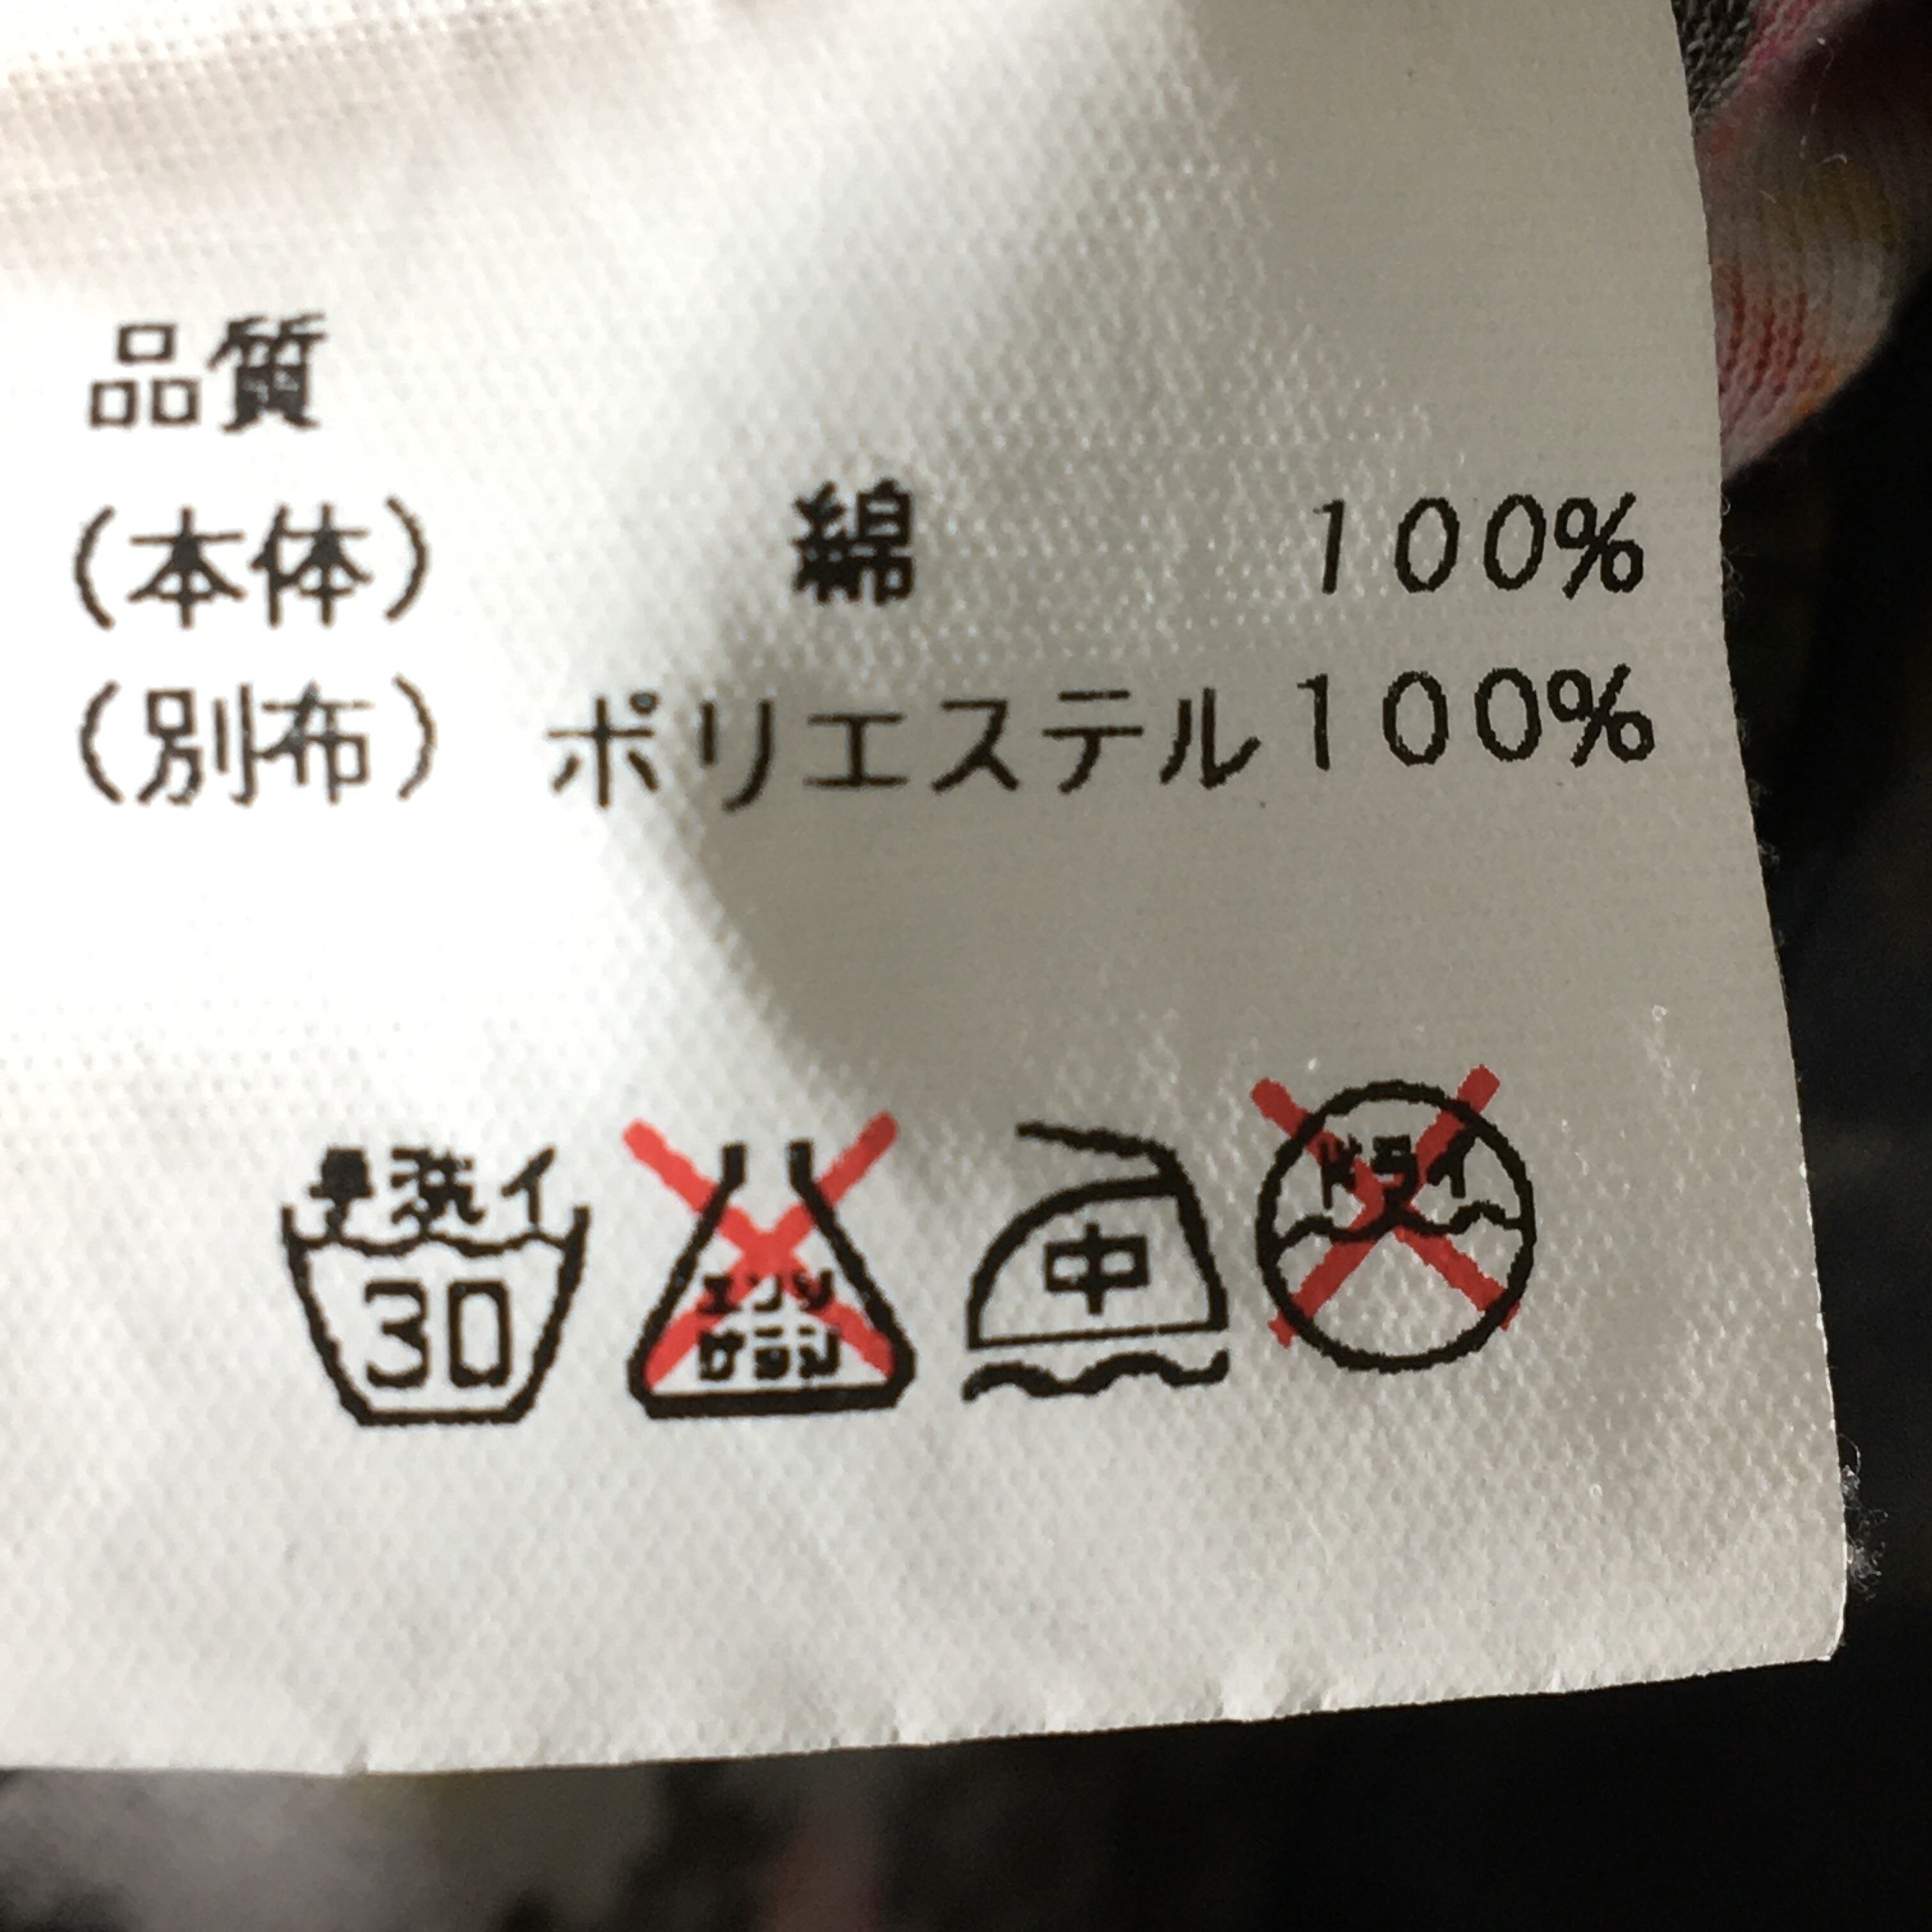 品質
(本体) 綿 100%
(別布) ポリエステル100%
手洗イ
30
エンソ
サラシ
中
ドライ